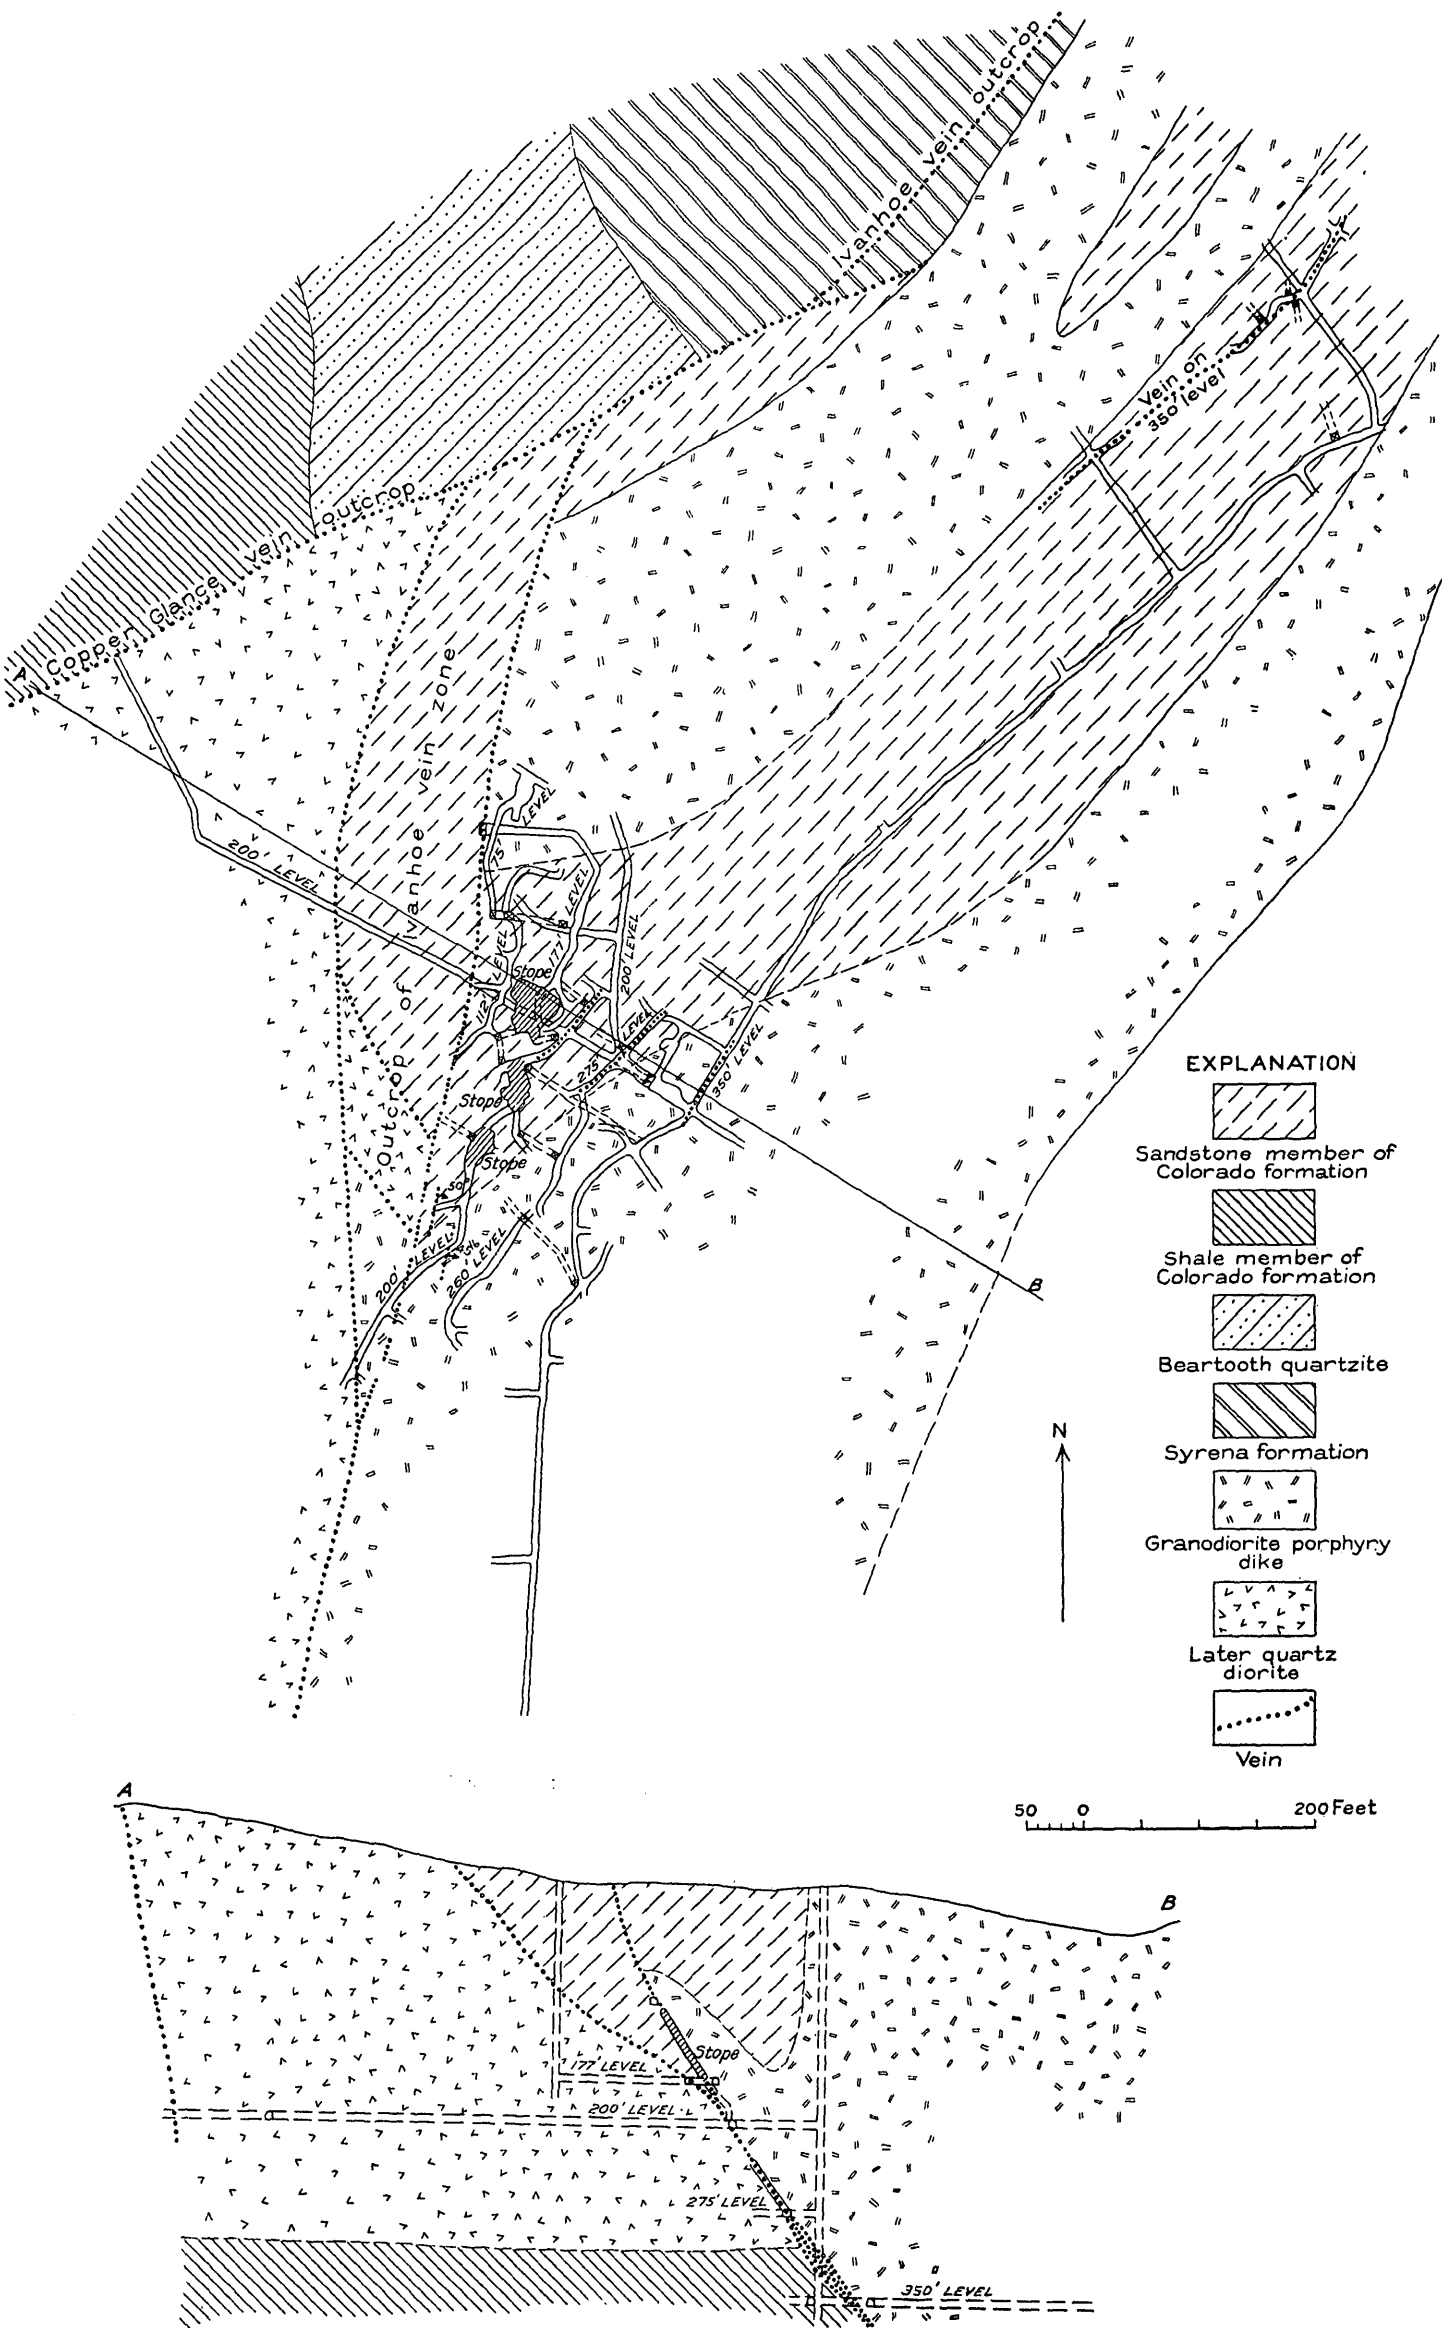 Ivanhoe vein outcrop
Vein on
350 level
A Copper Glance vein outcrop
Outcrop of Ivanhoe vein zone
LEVEL
200' LEVEL
177' LEVEL
200' LEVEL
112' LEVEL
Stope
275' LEVEL
350' LEVEL
Stope
Stope
50'
200' LEVEL
260' LEVEL
B
N
EXPLANATION
Sandstone member of
Colorado formation
Shale member of
Colorado formation
Beartooth quartzite
Syrena formation
Granodiorite porphyry
dike
Later quartz
diorite
Vein
50 0 200 Feet
A
B
Stope
177' LEVEL
200' LEVEL
275' LEVEL
350' LEVEL